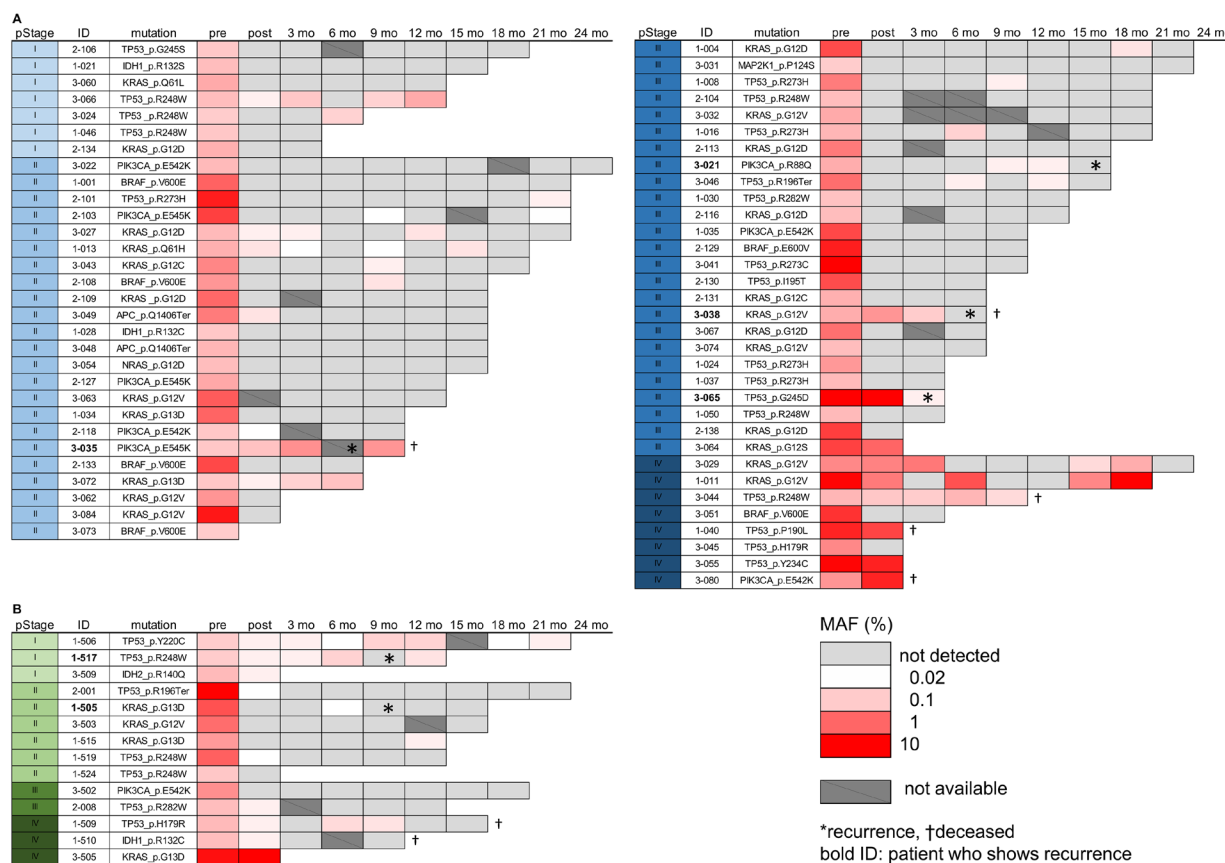 A
pStage ID mutation pre post 3 mo 6 mo 9 mo 12 mo 15 mo 18 mo 21 mo 24 mo
I 2-106 TP53_p.G245S
I 1-021 IDH1_p.R132S
I 3-060 KRAS_p.Q61L
I 3-066 TP53_p.R248W
I 3-024 TP53_p.R248W
I 1-046 TP53_p.R248W
I 2-134 KRAS_p.G12D
II 3-022 PIK3CA_p.E542K
II 1-001 BRAF_p.V600E
II 2-101 TP53_p.R273H
II 2-103 PIK3CA_p.E545K
II 3-027 KRAS_p.G12D
II 1-013 KRAS_p.Q61H
II 3-043 KRAS_p.G12C
II 2-108 BRAF_p.V600E
II 2-109 KRAS_p.G12D
II 3-049 APC_p.Q1406Ter
II 1-028 IDH1_p.R132C
II 3-048 APC_p.Q1406Ter
II 3-054 NRAS_p.G12D
II 2-127 PIK3CA_p.E545K
II 3-063 KRAS_p.G12V
II 1-034 KRAS_p.G13D
II 2-118 PIK3CA_p.E542K
II 3-035 PIK3CA_p.E545K * †
II 2-133 BRAF_p.V600E
II 3-072 KRAS_p.G13D
II 3-062 KRAS_p.G12V
II 3-084 KRAS_p.G12V
II 3-073 BRAF_p.V600E
pStage ID mutation pre post 3 mo 6 mo 9 mo 12 mo 15 mo 18 mo 21 mo 24 mo
III 1-004 KRAS_p.G12D
III 3-031 MAP2K1_p.P124S
III 1-008 TP53_p.R273H
III 2-104 TP53_p.R248W
III 3-032 KRAS_p.G12V
III 1-016 TP53_p.R273H
III 2-113 KRAS_p.G12D
III 3-021 PIK3CA_p.R88Q *
III 3-046 TP53_p.R196Ter
III 1-030 TP53_p.R282W
III 2-116 KRAS_p.G12D
III 1-035 PIK3CA_p.E542K
III 2-129 BRAF_p.E600V
III 3-041 TP53_p.R273C
III 2-130 TP53_p.I195T
III 2-131 KRAS_p.G12C
III 3-038 KRAS_p.G12V * †
III 3-067 KRAS_p.G12D
III 3-074 KRAS_p.G12V
III 1-024 TP53_p.R273H
III 1-037 TP53_p.R273H
III 3-065 TP53_p.G245D *
III 1-050 TP53_p.R248W
III 2-138 KRAS_p.G12D
III 3-064 KRAS_p.G12S
IV 3-029 KRAS_p.G12V
IV 1-011 KRAS_p.G12V
IV 3-044 TP53_p.R248W †
IV 3-051 BRAF_p.V600E
IV 1-040 TP53_p.P190L †
IV 3-045 TP53_p.H179R
IV 3-055 TP53_p.Y234C
IV 3-080 PIK3CA_p.E542K †
B
pStage ID mutation pre post 3 mo 6 mo 9 mo 12 mo 15 mo 18 mo 21 mo 24 mo
I 1-506 TP53_p.Y220C
I 1-517 TP53_p.R248W *
I 3-509 IDH2_p.R140Q
II 2-001 TP53_p.R196Ter
II 1-505 KRAS_p.G13D *
II 3-503 KRAS_p.G12V
II 1-515 KRAS_p.G13D
II 1-519 TP53_p.R248W
II 1-524 TP53_p.R248W
III 3-502 PIK3CA_p.E542K
III 2-008 TP53_p.R282W
IV 1-509 TP53_p.H179R †
IV 1-510 IDH1_p.R132C †
IV 3-505 KRAS_p.G13D
MAF (%)
not detected
0.02
0.1
1
10
not available
*recurrence, †deceased
bold ID: patient who shows recurrence